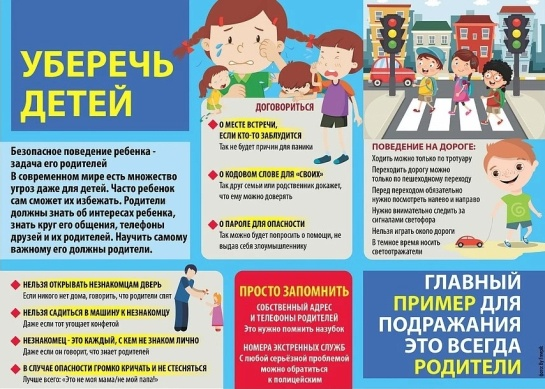 УБЕРЕЧЬ
ДЕТЕЙ
Безопасное поведение ребенка -
задача его родителей
В современном мире есть множество
угроз даже для детей. Часто ребенок
сам сможет их избежать. Родители
должны знать об интересах ребенка,
знать круг его общения, телефоны
друзей и их родителей. Научить самому
важному его должны родители.
ДОГОВОРИТЬСЯ
О МЕСТЕ ВСТРЕЧИ,
ЕСЛИ КТО-ТО ЗАБЛУДИТСЯ
Так не будет причин для паники
О КОДОВОМ СЛОВЕ ДЛЯ «СВОИХ»
Так друг семьи или родственник докажет,
что ему можно доверять
О ПАРОЛЕ ДЛЯ ОПАСНОСТИ
Так можно будет попросить о помощи, не
выдав себя злоумышленнику
ПОВЕДЕНИЕ НА ДОРОГЕ:
Ходить можно только по тротуару
Переходить дорогу можно
только по пешеходному переходу
Перед переходом обязательно
нужно посмотреть налево и направо
Нужно внимательно следить за
сигналами светофора
Нельзя играть около дороги
В темное время носить
светоотражатели
НЕЛЬЗЯ ОТКРЫВАТЬ НЕЗНАКОМЦАМ ДВЕРЬ
Если никого нет дома, говорить, что родители спят
НЕЛЬЗЯ САДИТЬСЯ В МАШИНУ К НЕЗНАКОМЦУ
Даже если тот угощает конфетой
НЕЗНАКОМЕЦ - ЭТО КАЖДЫЙ, С КЕМ НЕ ЗНАКОМ ЛИЧНО
Даже если он говорит, что знает родителей
В СЛУЧАЕ ОПАСНОСТИ ГРОМКО КРИЧАТЬ И НЕ СТЕСНЯТЬСЯ
Лучше всего: «Это не моя мама/не мой папа!»
ПРОСТО ЗАПОМНИТЬ
СОБСТВЕННЫЙ АДРЕС
И ТЕЛЕФОНЫ РОДИТЕЛЕЙ
Это нужно помнить назубок
НОМЕРА ЭКСТРЕННЫХ СЛУЖБ
С любой серьёзной проблемой
можно обратиться
к полицейским
ГЛАВНЫЙ
ПРИМЕР ДЛЯ
ПОДРАЖАНИЯ
ЭТО ВСЕГДА
РОДИТЕЛИ